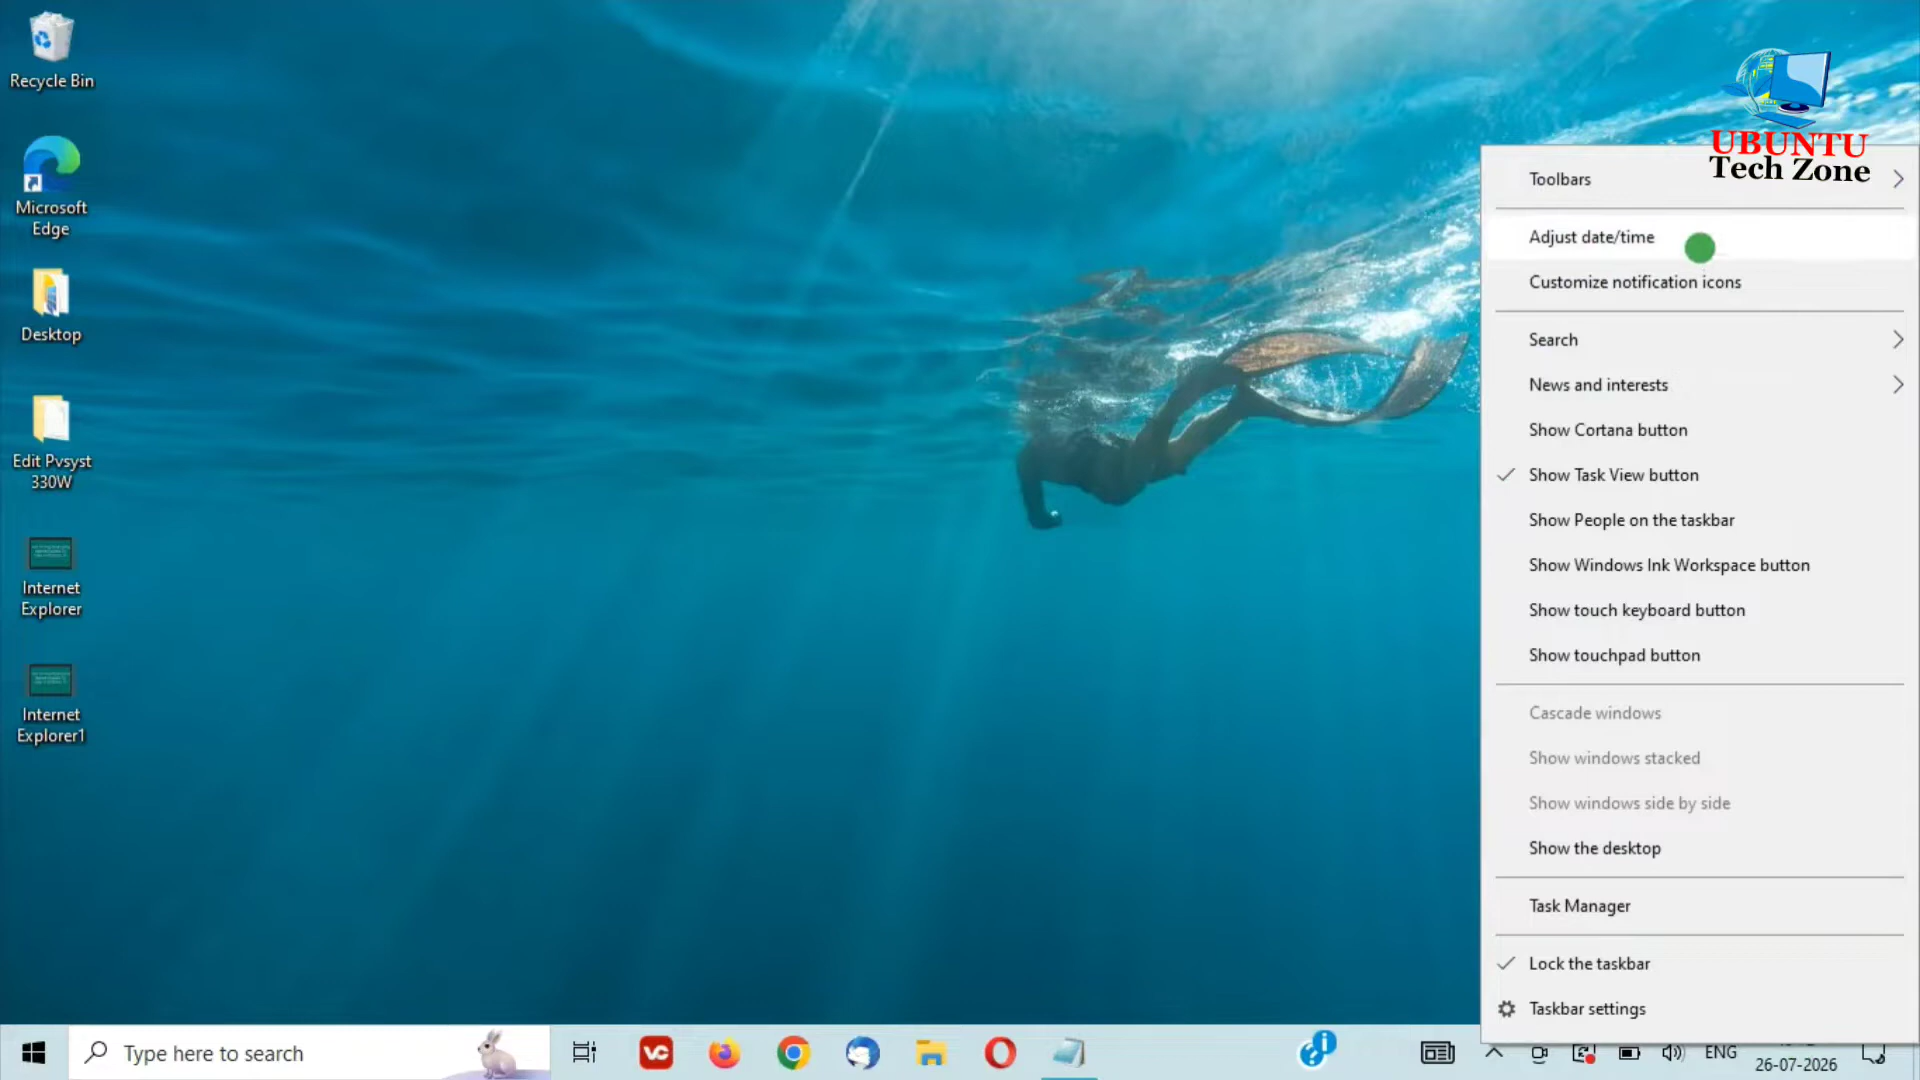 Recycle Bin
Microsoft
Edge
Desktop
Edit Pvsyst
330W
Internet
Explorer
Internet
Explorer1
UBUNTU
Tech Zone
Toolbars
Adjust date/time
Customize notification icons
Search
News and interests
Show Cortana button
Show Task View button
Show People on the taskbar
Show Windows Ink Workspace button
Show touch keyboard button
Show touchpad button
Cascade windows
Show windows stacked
Show windows side by side
Show the desktop
Task Manager
Lock the taskbar
Taskbar settings
Type here to search
VC
ENG
26-07-2026